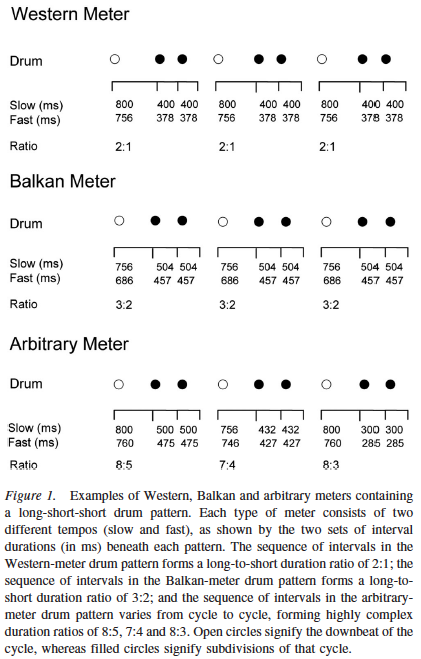 Western Meter
Drum
Slow (ms) 800 400 400 800 400 400 800 400 400
Fast (ms) 756 378 378 756 378 378 756 378 378
Ratio 2:1 2:1 2:1
Balkan Meter
Drum
Slow (ms) 756 504 504 756 504 504 756 504 504
Fast (ms) 686 457 457 686 457 457 686 457 457
Ratio 3:2 3:2 3:2
Arbitrary Meter
Drum
Slow (ms) 800 500 500 756 432 432 800 300 300
Fast (ms) 760 475 475 746 427 427 760 285 285
Ratio 8:5 7:4 8:3
Figure 1. Examples of Western, Balkan and arbitrary meters containing
a long-short-short drum pattern. Each type of meter consists of two
different tempos (slow and fast), as shown by the two sets of interval
durations (in ms) beneath each pattern. The sequence of intervals in the
Western-meter drum pattern forms a long-to-short duration ratio of 2:1; the
sequence of intervals in the Balkan-meter drum pattern forms a long-to-
short duration ratio of 3:2; and the sequence of intervals in the arbitrary-
meter drum pattern varies from cycle to cycle, forming highly complex
duration ratios of 8:5, 7:4 and 8:3. Open circles signify the downbeat of the
cycle, whereas filled circles signify subdivisions of that cycle.